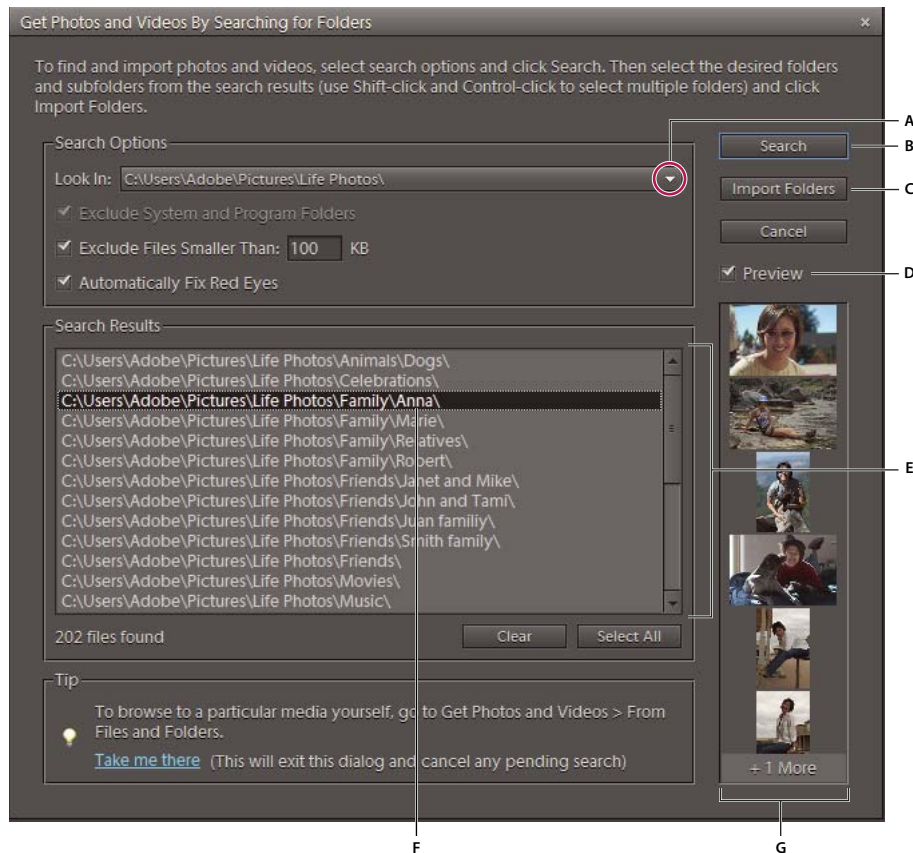 Get Photos and Videos By Searching for Folders
To find and import photos and videos, select search options and click Search. Then select the desired folders
and subfolders from the search results (use Shift-click and Control-click to select multiple folders) and click
Import Folders.
A
Search Options
Search
B
Look In: C:\Users\Adobe\Pictures\Life Photos\
Import Folders
C
Exclude System and Program Folders
Cancel
Exclude Files Smaller Than: 100 KB
Preview
D
Automatically Fix Red Eyes
Search Results
C:\Users\Adobe\Pictures\Life Photos\Animals\Dogs\
C:\Users\Adobe\Pictures\Life Photos\Celebrations\
C:\Users\Adobe\Pictures\Life Photos\Family\Anna\
C:\Users\Adobe\Pictures\Life Photos\Family\Marie\
C:\Users\Adobe\Pictures\Life Photos\Family\Relatives\
C:\Users\Adobe\Pictures\Life Photos\Family\Robert\
C:\Users\Adobe\Pictures\Life Photos\Friends\Janet and Mike\
E
C:\Users\Adobe\Pictures\Life Photos\Friends\John and Tami\
C:\Users\Adobe\Pictures\Life Photos\Friends\Juan familiy\
C:\Users\Adobe\Pictures\Life Photos\Friends\Smith family\
C:\Users\Adobe\Pictures\Life Photos\Friends\
C:\Users\Adobe\Pictures\Life Photos\Movies\
C:\Users\Adobe\Pictures\Life Photos\Music\
202 files found
Clear
Select All
Tip
To browse to a particular media yourself, go to Get Photos and Videos > From
Files and Folders.
Take me there (This will exit this dialog and cancel any pending search)
+ 1 More
F
G